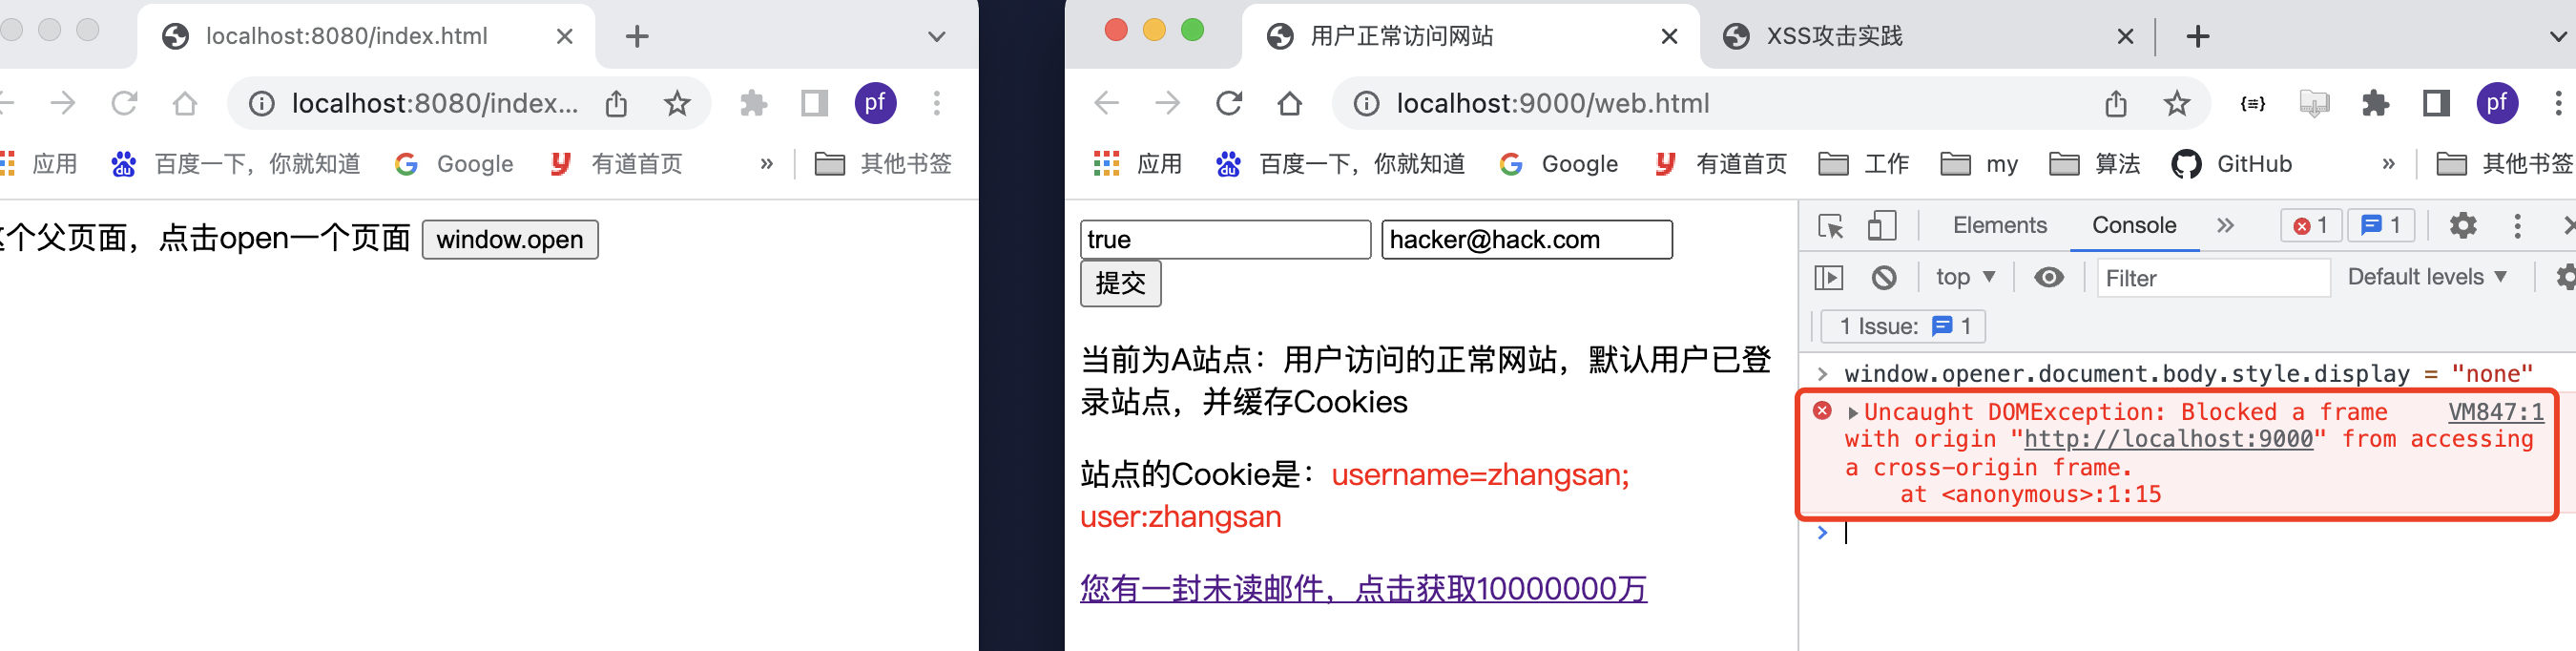 localhost:8080/index.html
localhost:8080/index...
pf
应用
百度一下，你就知道
Google
有道首页
»
其他书签
个父页面，点击open一个页面
window.open
用户正常访问网站
XSS攻击实践
localhost:9000/web.html
pf
应用
百度一下，你就知道
Google
有道首页
工作
my
算法
GitHub
»
其他书签
true
hacker@hack.com
提交
当前为A站点：用户访问的正常网站，默认用户已登
录站点，并缓存Cookies
站点的Cookie是：username=zhangsan;
user:zhangsan
您有一封未读邮件，点击获取10000000万
Elements
Console
»
1
1
top
Filter
Default levels
1 Issue: 1
window.opener.document.body.style.display = "none"
Uncaught DOMException: Blocked a frame VM847:1
with origin "http://localhost:9000" from accessing
a cross-origin frame.
at <anonymous>:1:15